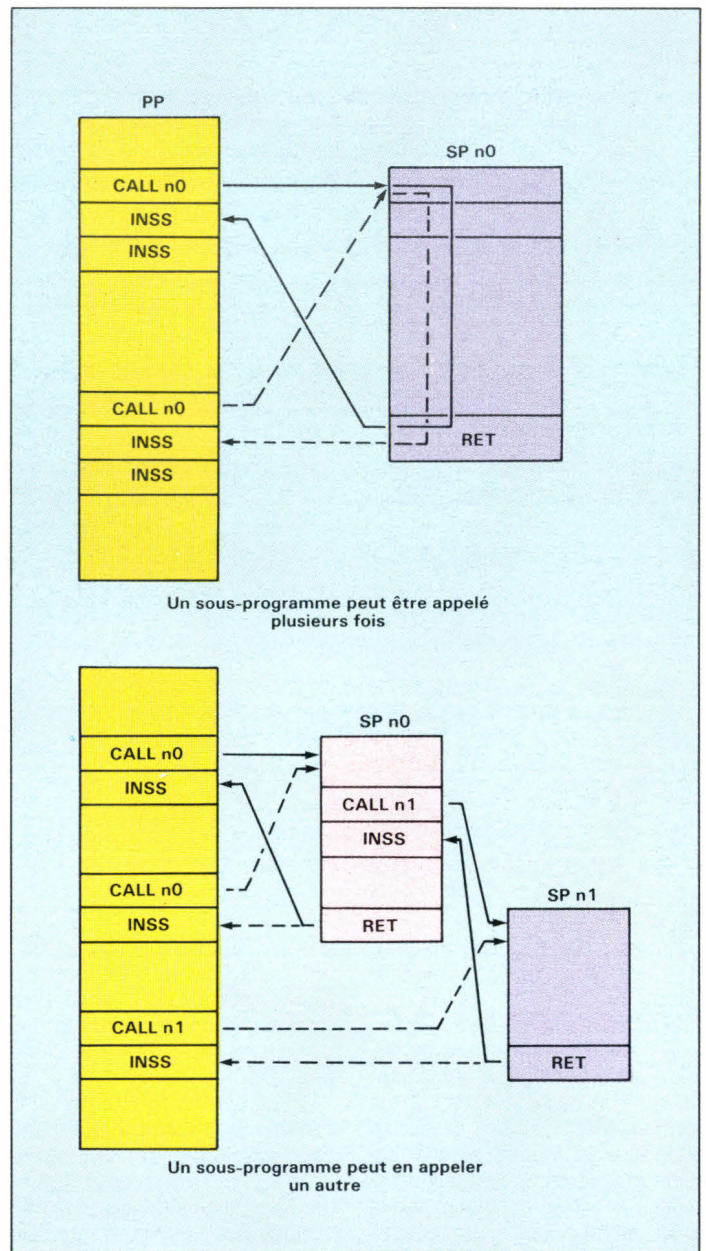 PP
SP n0
CALL n0
INSS
INSS
CALL n0
INSS
INSS
RET
Un sous-programme peut être appelé
plusieurs fois
SP n0
CALL n0
INSS
CALL n1
INSS
CALL n0
INSS
RET
SP n1
CALL n1
INSS
RET
Un sous-programme peut en appeler
un autre